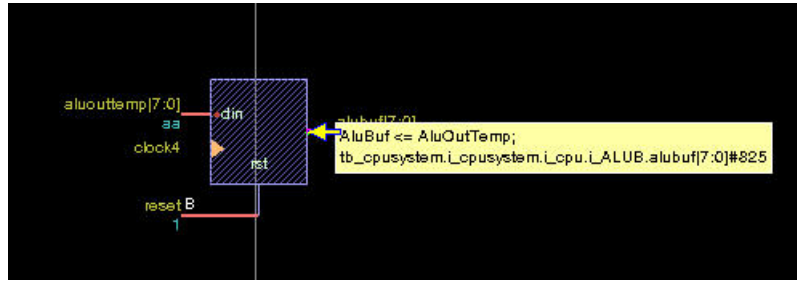 aluouttemp[7:0]
aa
din
clock4
rst
alubuf[7:0]
AluBuf <= AluOutTemp;
tb_cpusystem.i_cpusystem.i_cpu.i_ALUB.alubuf[7:0]#825
reset B
1